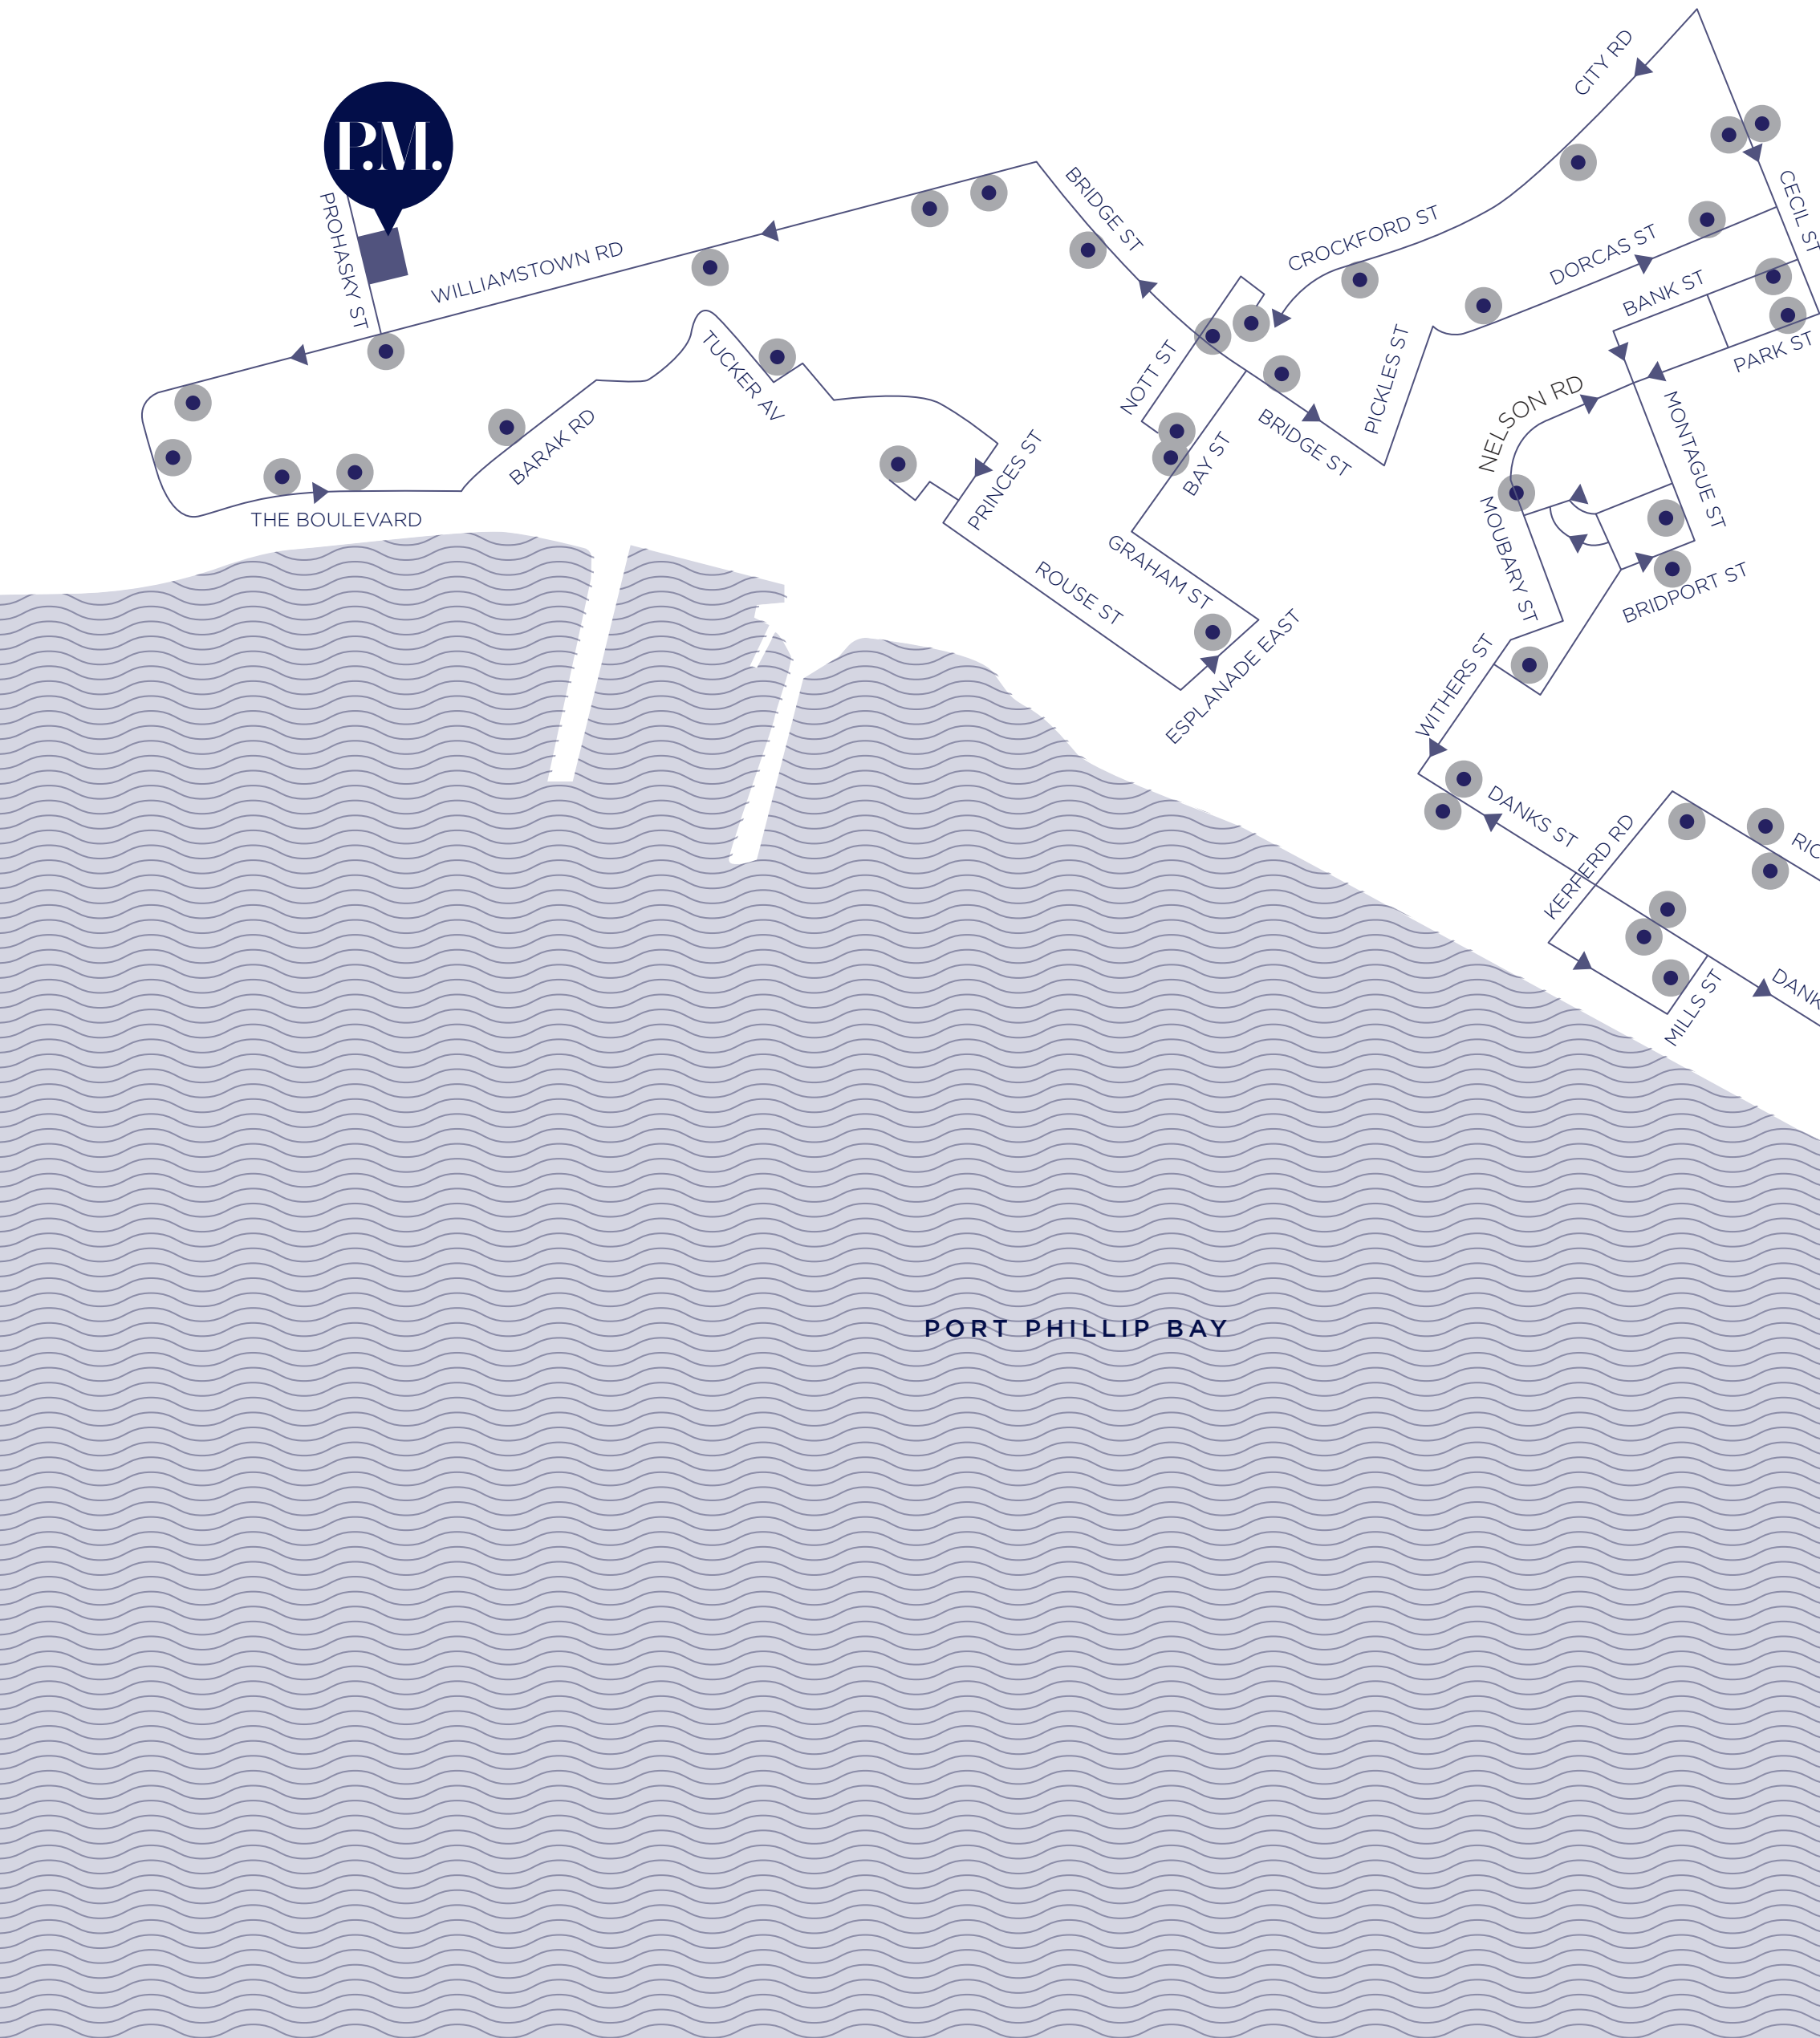 CITY RD
P.M.
PROHASKY ST
WILLIAMSTOWN RD
BRIDGE ST
CECIL ST
CROCKFORD ST
DORCAS ST
BANK ST
PARK ST
NOTT ST
PICKLES ST
TUCKER AV
NELSON RD
MONTAGUE ST
BARAK RD
BRIDGE ST
BAY ST
PRINCES ST
THE BOULEVARD
MOUBARY ST
GRAHAM ST
ROUSE ST
BRIDPORT ST
ESPLANADE EAST
WITHERS ST
DANKS ST
KERFERD RD
RIC
DANK
MILLS ST
PORT PHILLIP BAY